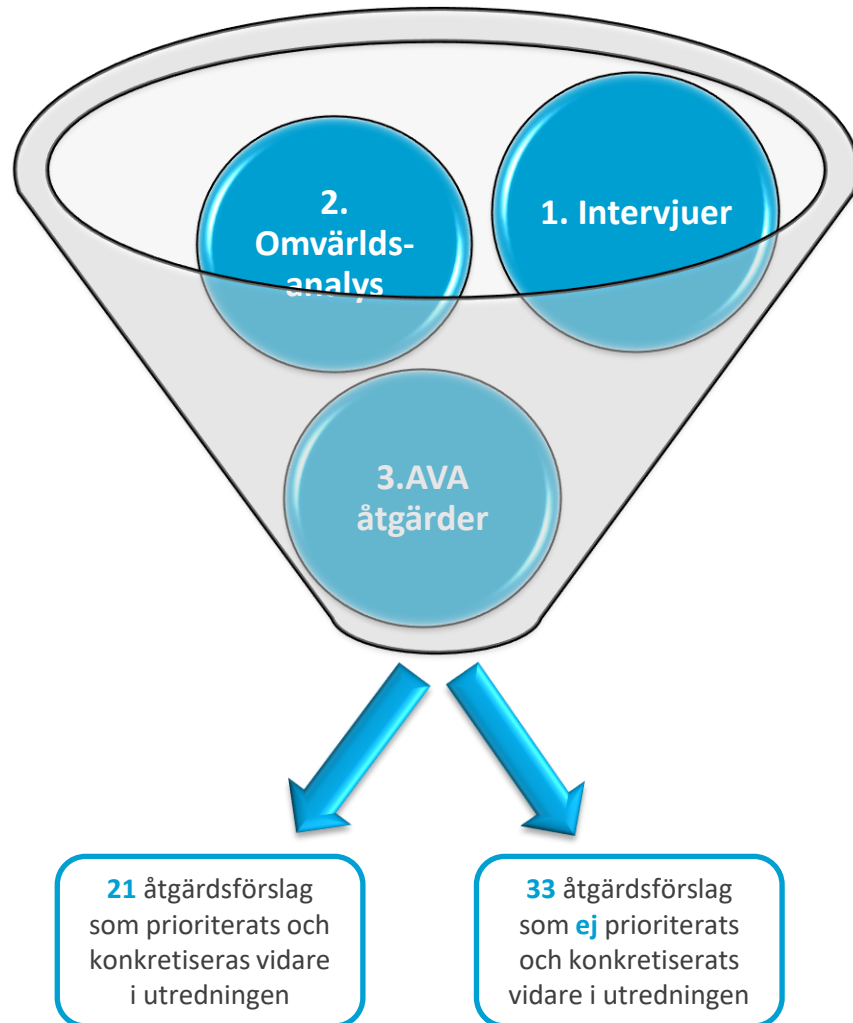 2.
Omvärlds-
analys
1. Intervjuer
3.AVA
åtgärder
21 åtgärdsförslag
som prioriterats och
konkretiseras vidare
i utredningen
33 åtgärdsförslag
som ej prioriterats
och konkretiserats
vidare i utredningen